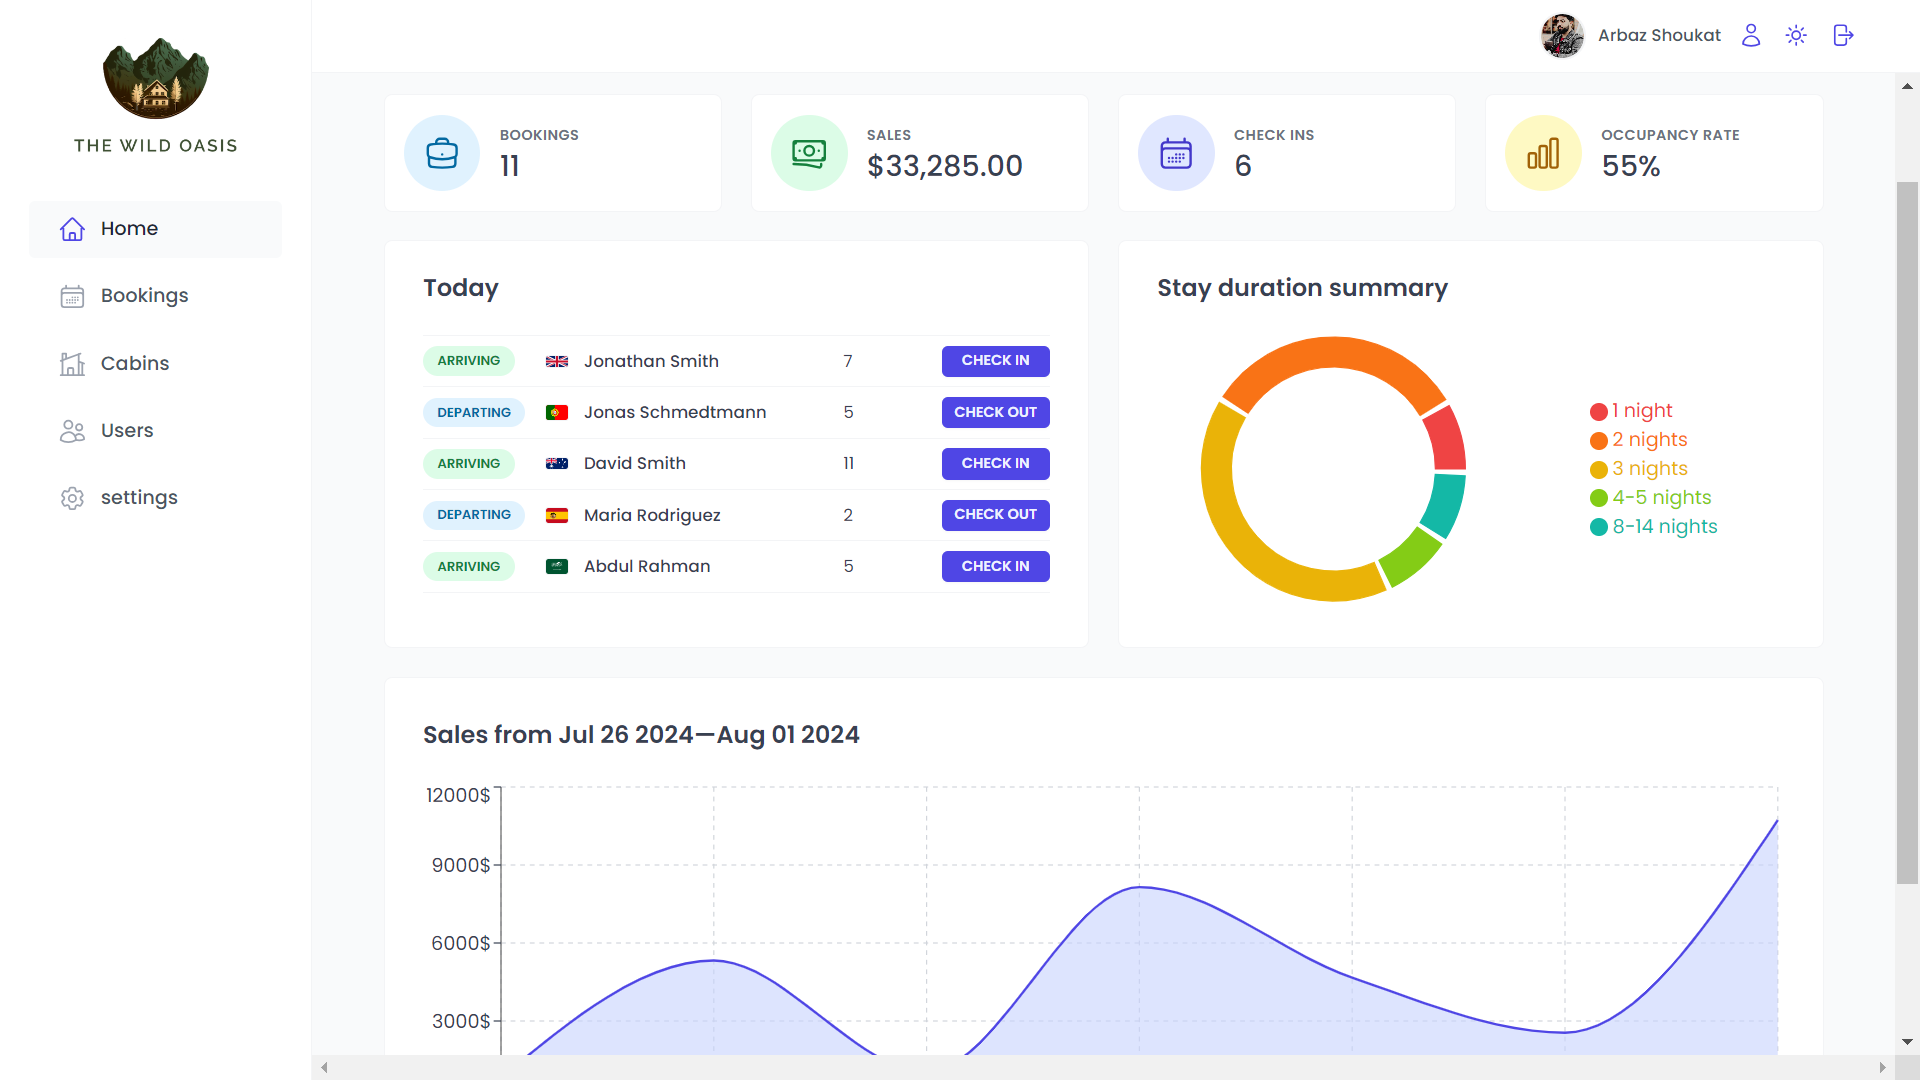 THE WILD OASIS
Home
Bookings
Cabins
Users
settings
Arbaz Shoukat
BOOKINGS
11
SALES
$33,285.00
CHECK INS
6
OCCUPANCY RATE
55%
Today
ARRIVING Jonathan Smith 7 CHECK IN
DEPARTING Jonas Schmedtmann 5 CHECK OUT
ARRIVING David Smith 11 CHECK IN
DEPARTING Maria Rodriguez 2 CHECK OUT
ARRIVING Abdul Rahman 5 CHECK IN
Stay duration summary
1 night
2 nights
3 nights
4-5 nights
8-14 nights
Sales from Jul 26 2024—Aug 01 2024
12000$
9000$
6000$
3000$